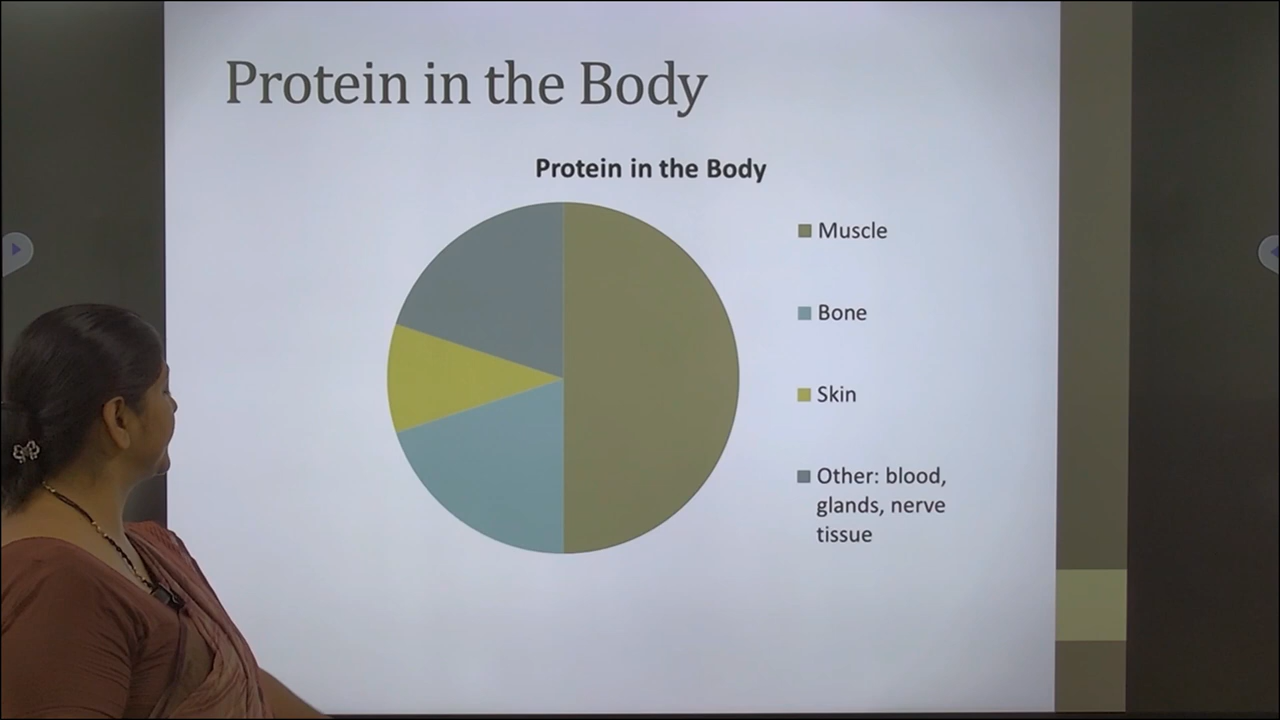 Protein in the Body
Protein in the Body
Muscle
Bone
Skin
Other: blood,
glands, nerve
tissue